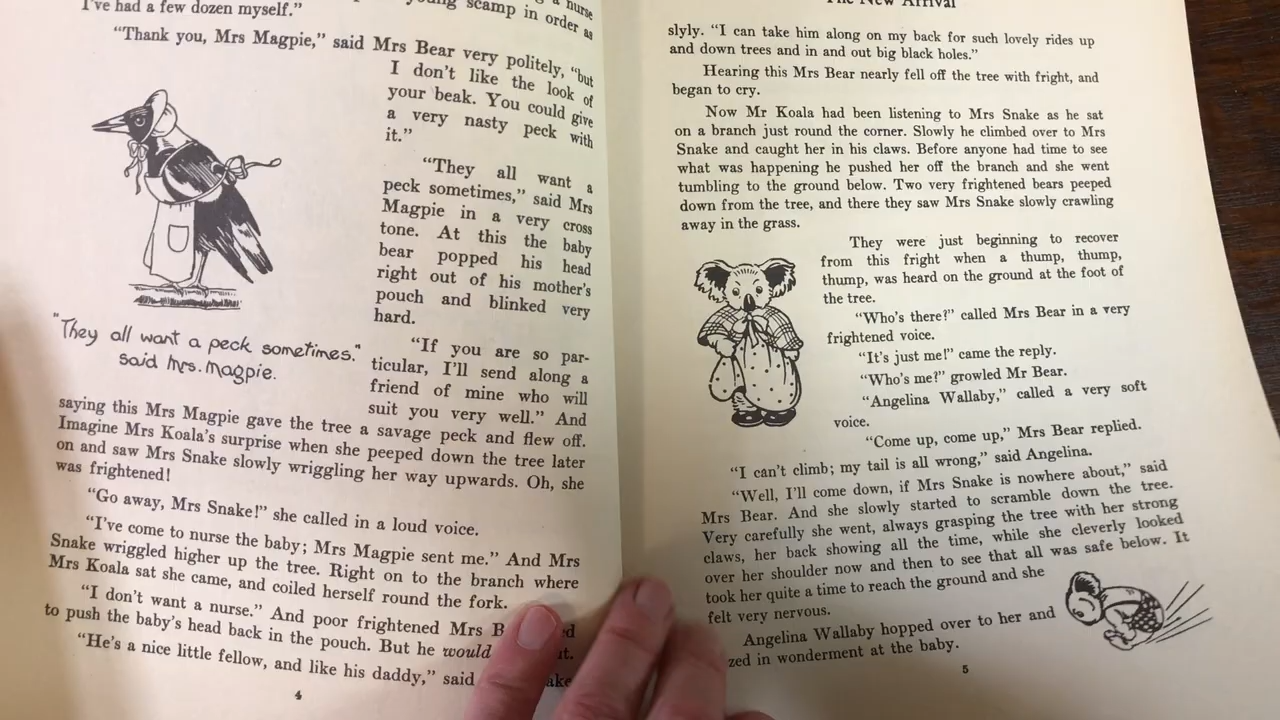 I've had a few dozen myself."
young scamp in order as
a nurse
"Thank you, Mrs Magpie," said Mrs Bear very politely, "but
I don't like the look of
your beak. You could give
a very nasty peck with
it."
"They all want a
peck sometimes," said Mrs
Magpie in a very cross
tone. At this the baby
bear popped his head
right out of his mother's
pouch and blinked very
hard.
"They all want a peck sometimes."
said Mrs. Magpie.
"If you are so par-
ticular, I'll send along a
friend of mine who will
suit you very well." And
saying this Mrs Magpie gave the tree a savage peck and flew off.
Imagine Mrs Koala's surprise when she peeped down the tree later
on and saw Mrs Snake slowly wriggling her way upwards. Oh, she
was frightened!
"Go away, Mrs Snake!" she called in a loud voice.
"I've come to nurse the baby; Mrs Magpie sent me." And Mrs
Snake wriggled higher up the tree. Right on to the branch where
Mrs Koala sat she came, and coiled herself round the fork.
"I don't want a nurse." And poor frightened Mrs
to push the baby's head back in the pouch. But he would
"He's a nice little fellow, and like his daddy," said
4
The New Arrival
slyly. "I can take him along on my back for such lovely rides up
and down trees and in and out big black holes."
Hearing this Mrs Bear nearly fell off the tree with fright, and
began to cry.
Now Mr Koala had been listening to Mrs Snake as he sat
on a branch just round the corner. Slowly he climbed over to Mrs
Snake and caught her in his claws. Before anyone had time to see
what was happening he pushed her off the branch and she went
tumbling to the ground below. Two very frightened bears peeped
down from the tree, and there they saw Mrs Snake slowly crawling
away in the grass.
They were just beginning to recover
from this fright when a thump, thump,
thump, was heard on the ground at the foot of
the tree.
"Who's there?" called Mrs Bear in a very
frightened voice.
"It's just me!" came the reply.
"Who's me?" growled Mr Bear.
"Angelina Wallaby," called a very soft
voice.
"Come up, come up," Mrs Bear replied.
"I can't climb; my tail is all wrong," said Angelina.
"Well, I'll come down, if Mrs Snake is nowhere about," said
Mrs Bear. And she slowly started to scramble down the tree.
Very carefully she went, always grasping the tree with her strong
claws, her back showing all the time, while she cleverly looked
over her shoulder now and then to see that all was safe below. It
took her quite a time to reach the ground and she
felt very nervous.
Angelina Wallaby hopped over to her and
zed in wonderment at the baby.
5